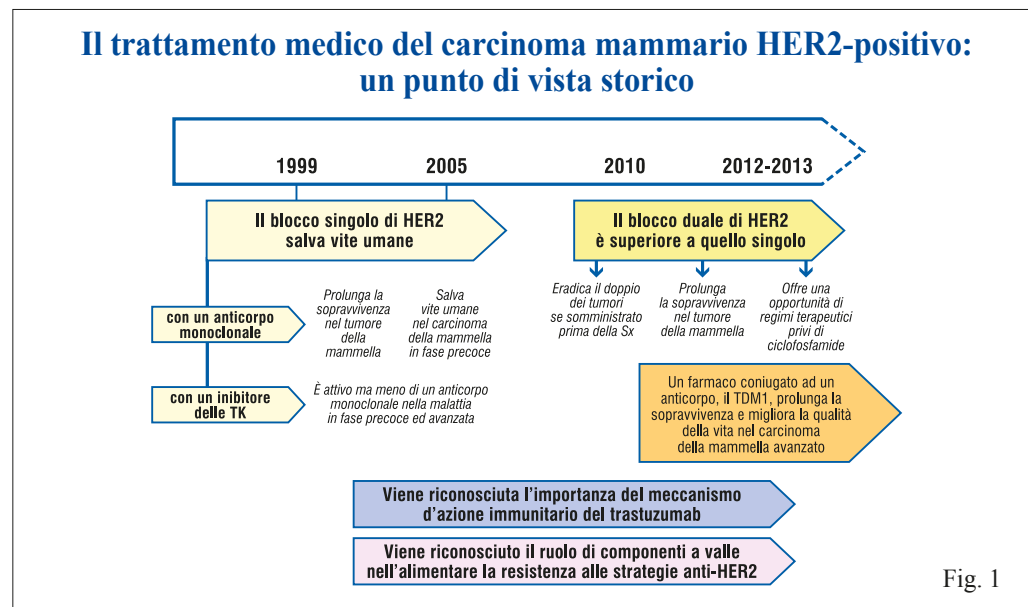 Il trattamento medico del carcinoma mammario HER2-positivo:
un punto di vista storico
1999
2005
2010
2012-2013
Il blocco singolo di HER2
salva vite umane
Il blocco duale di HER2
è superiore a quello singolo
con un anticorpo
monoclonale
Prolunga la
sopravvivenza
nel tumore
della
mammella
Salva
vite umane
nel carcinoma
della mammella
in fase precoce
Eradica il doppio
dei tumori
se somministrato
prima della Sx
Prolunga
la sopravvivenza
nel tumore
della mammella
Offre una
opportunità di
regimi terapeutici
privi di
ciclofosfamide
con un inibitore
delle TK
È attivo ma meno di un anticorpo
monoclonale nella malattia
in fase precoce ed avanzata
Un farmaco coniugato ad un
anticorpo, il TDM1, prolunga la
sopravvivenza e migliora la qualità
della vita nel carcinoma
della mammella avanzato
Viene riconosciuta l'importanza del meccanismo
d'azione immunitario del trastuzumab
Viene riconosciuto il ruolo di componenti a valle
nell'alimentare la resistenza alle strategie anti-HER2
Fig. 1